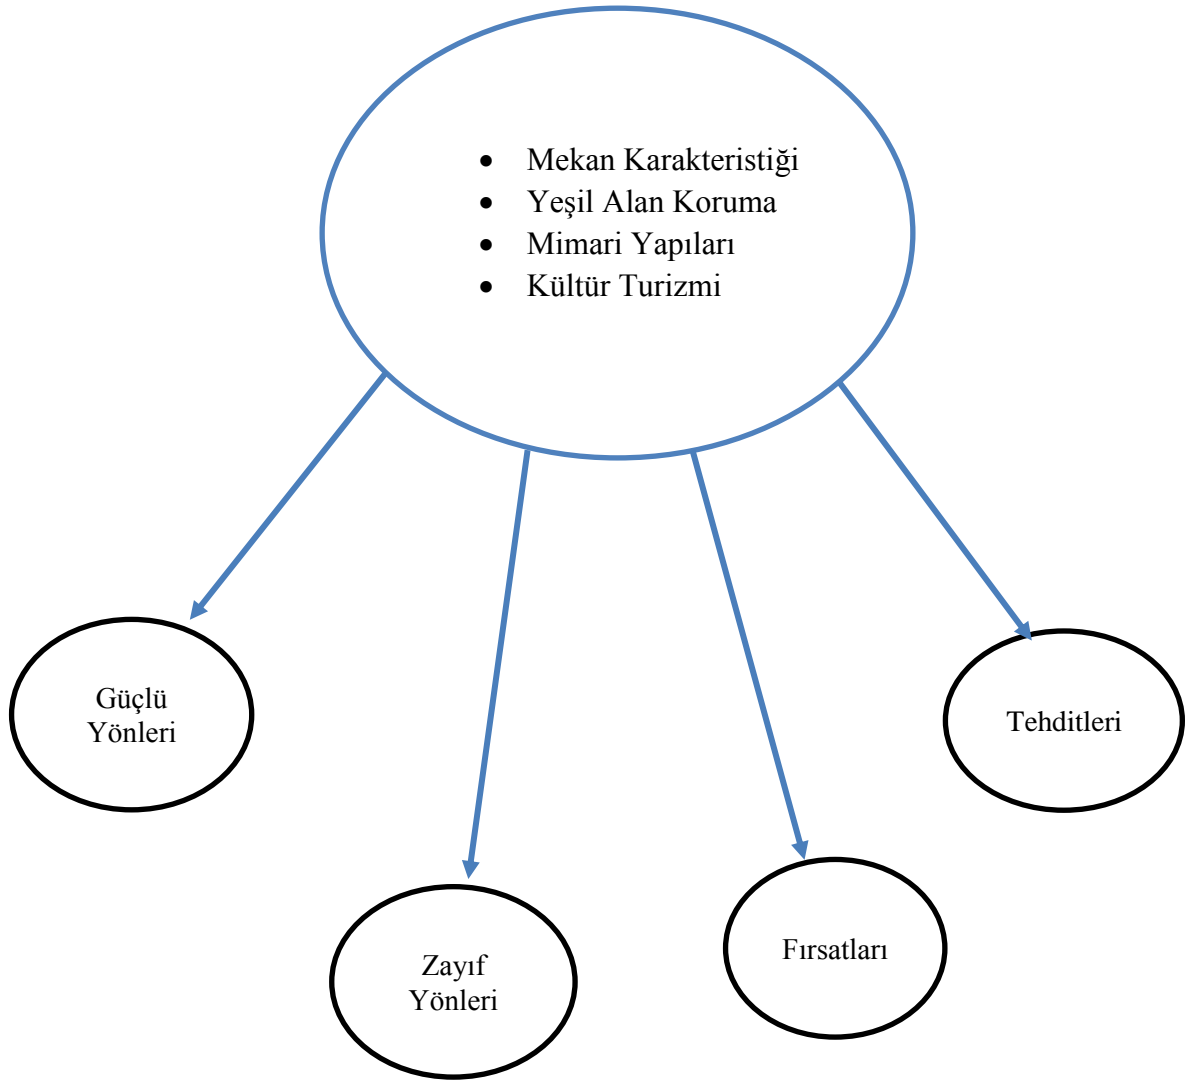 • Mekan Karakteristiği
• Yeşil Alan Koruma
• Mimari Yapıları
• Kültür Turizmi
Güçlü
Yönleri
Tehditleri
Zayıf
Yönleri
Fırsatları